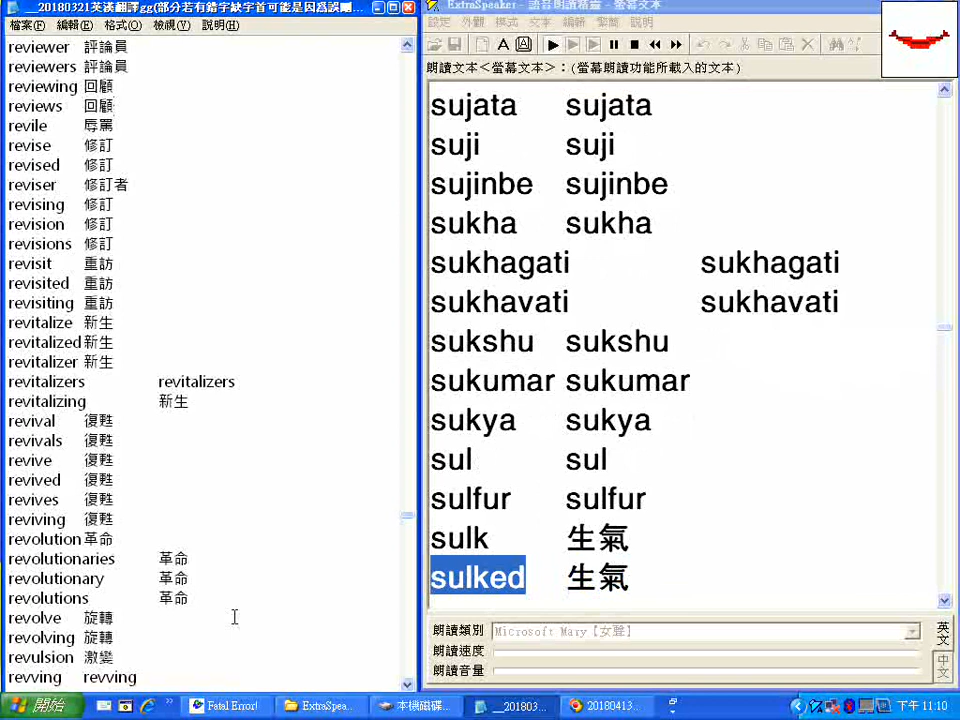 __20180321英漢翻譯gg(部分若有錯字缺字首可能是因為誤刪...
檔案(F) 編輯(E) 格式(O) 檢視(V) 說明(H)
reviewer 評論員
reviewers 評論員
reviewing 回顧
reviews 回顧
revile 辱罵
revise 修訂
revised 修訂
reviser 修訂者
revising 修訂
revision 修訂
revisions 修訂
revisit 重訪
revisited 重訪
revisiting 重訪
revitalize 新生
revitalized 新生
revitalizer 新生
revitalizers revitalizers
revitalizing 新生
revival 復甦
revivals 復甦
revive 復甦
revived 復甦
revives 復甦
reviving 復甦
revolution 革命
revolutionaries 革命
revolutionary 革命
revolutions 革命
revolve 旋轉
revolving 旋轉
revulsion 激變
revving revving
ExtraSpeaker - 語音朗讀精靈 - 螢幕文本
設定 外觀 模式 文本 編輯 繁簡 說明
朗讀文本<螢幕文本>：(螢幕朗讀功能所載入的文本)
sujata sujata
suji suji
sujinbe sujinbe
sukha sukha
sukhagati sukhagati
sukhavati sukhavati
sukshu sukshu
sukumar sukumar
sukya sukya
sul sul
sulfur sulfur
sulk 生氣
sulked 生氣
朗讀類別 Microsoft Mary【女聲】
朗讀速度
朗讀音量
英文
中文
開始 Fatal Error! ExtraSpea... 本機磁碟... __201803... 20180413... 下午 11:10